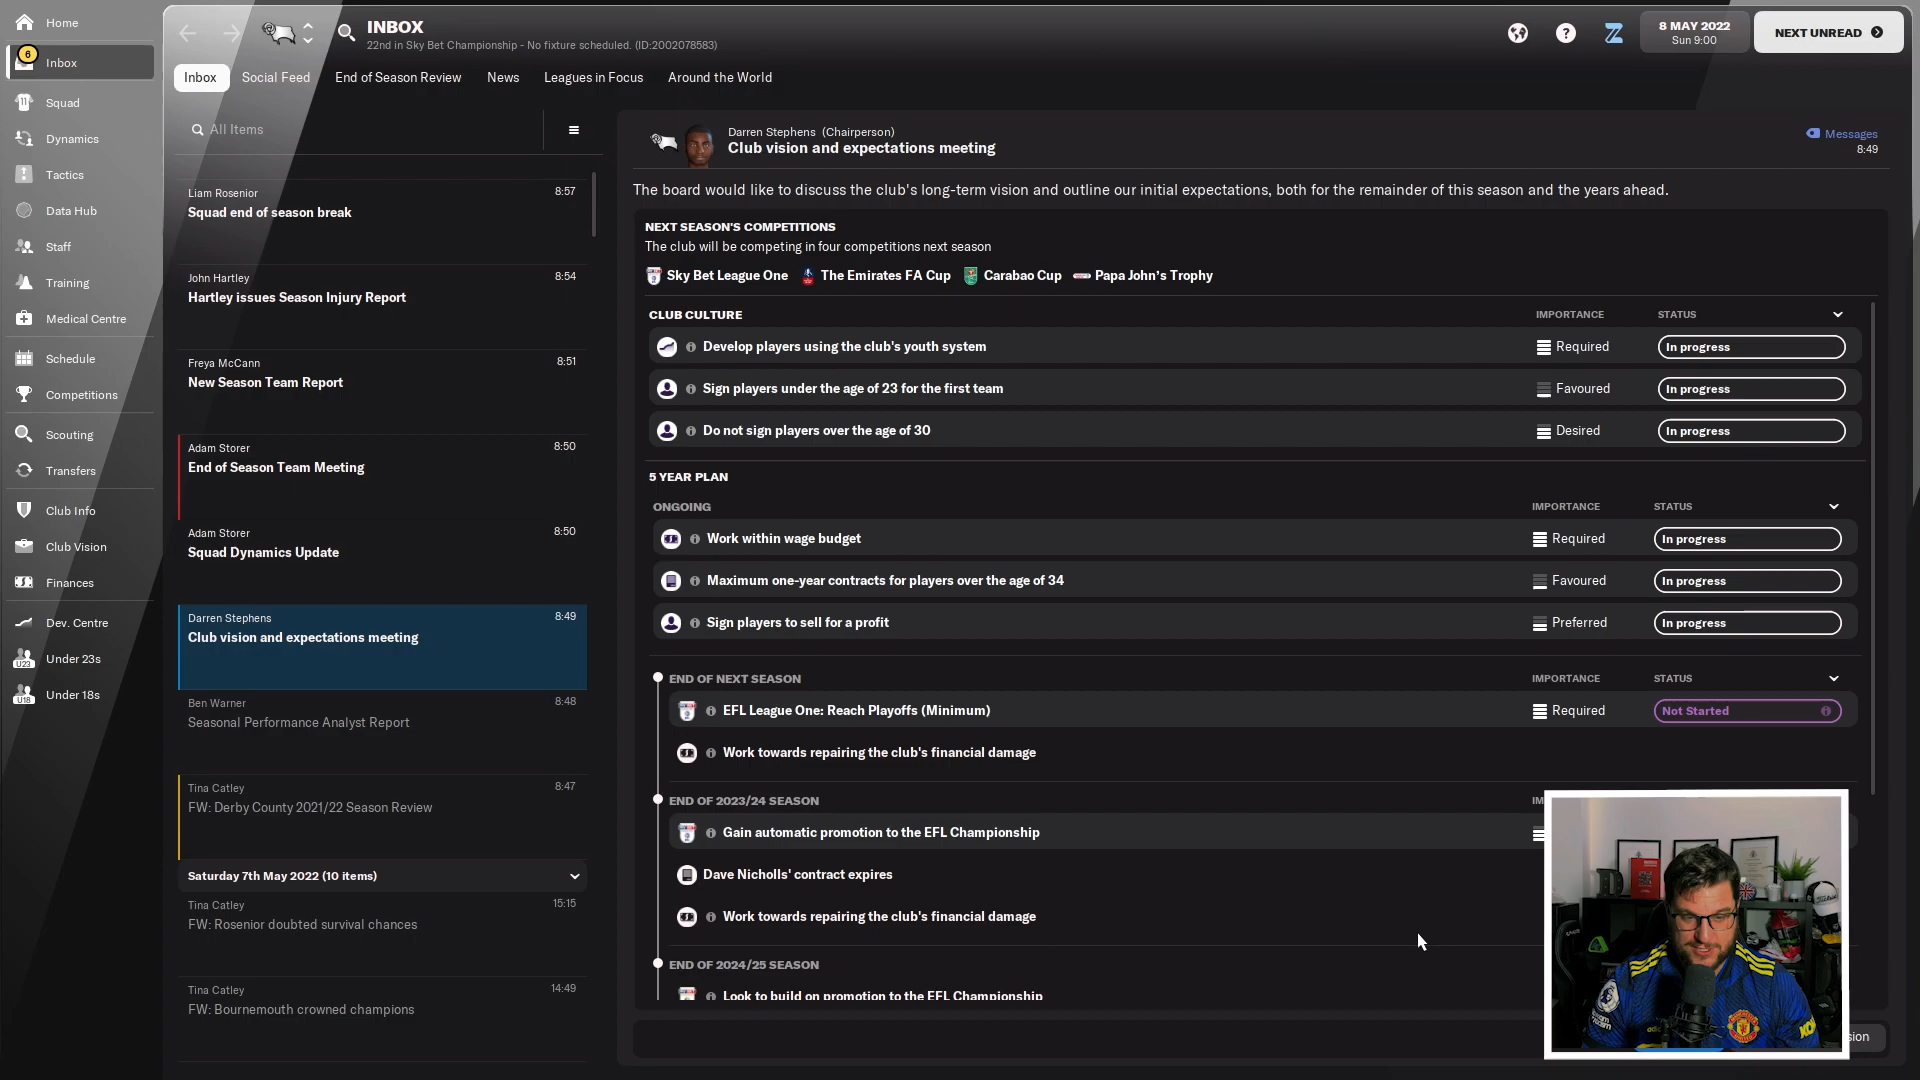 Home
6
Inbox
Squad
Dynamics
Tactics
Data Hub
Staff
Training
Medical Centre
Schedule
Competitions
Scouting
Transfers
Club Info
Club Vision
Finances
Dev. Centre
U23
Under 23s
U18
Under 18s
INBOX
22nd in Sky Bet Championship - No fixture scheduled. (ID:2002078583)
8 MAY 2022
Sun 9:00
NEXT UNREAD
Inbox
Social Feed
End of Season Review
News
Leagues in Focus
Around the World
All Items
Liam Rosenior 8:57
Squad end of season break
John Hartley 8:54
Hartley issues Season Injury Report
Freya McCann 8:51
New Season Team Report
Adam Storer 8:50
End of Season Team Meeting
Adam Storer 8:50
Squad Dynamics Update
Darren Stephens 8:49
Club vision and expectations meeting
Ben Warner 8:48
Seasonal Performance Analyst Report
Tina Catley 8:47
FW: Derby County 2021/22 Season Review
Saturday 7th May 2022 (10 items)
Tina Catley 15:15
FW: Rosenior doubted survival chances
Tina Catley 14:49
FW: Bournemouth crowned champions
Darren Stephens (Chairperson)
Club vision and expectations meeting
Messages
8:49
The board would like to discuss the club's long-term vision and outline our initial expectations, both for the remainder of this season and the years ahead.
NEXT SEASON'S COMPETITIONS
The club will be competing in four competitions next season
Sky Bet League One The Emirates FA Cup Carabao Cup Papa John's Trophy
CLUB CULTURE IMPORTANCE STATUS
Develop players using the club's youth system Required In progress
Sign players under the age of 23 for the first team Favoured In progress
Do not sign players over the age of 30 Desired In progress
5 YEAR PLAN
ONGOING IMPORTANCE STATUS
Work within wage budget Required In progress
Maximum one-year contracts for players over the age of 34 Favoured In progress
Sign players to sell for a profit Preferred In progress
END OF NEXT SEASON IMPORTANCE STATUS
EFL League One: Reach Playoffs (Minimum) Required Not Started
Work towards repairing the club's financial damage
END OF 2023/24 SEASON IM
Gain automatic promotion to the EFL Championship
Dave Nicholls' contract expires
Work towards repairing the club's financial damage
END OF 2024/25 SEASON
Look to build on promotion to the EFL Championship
sion